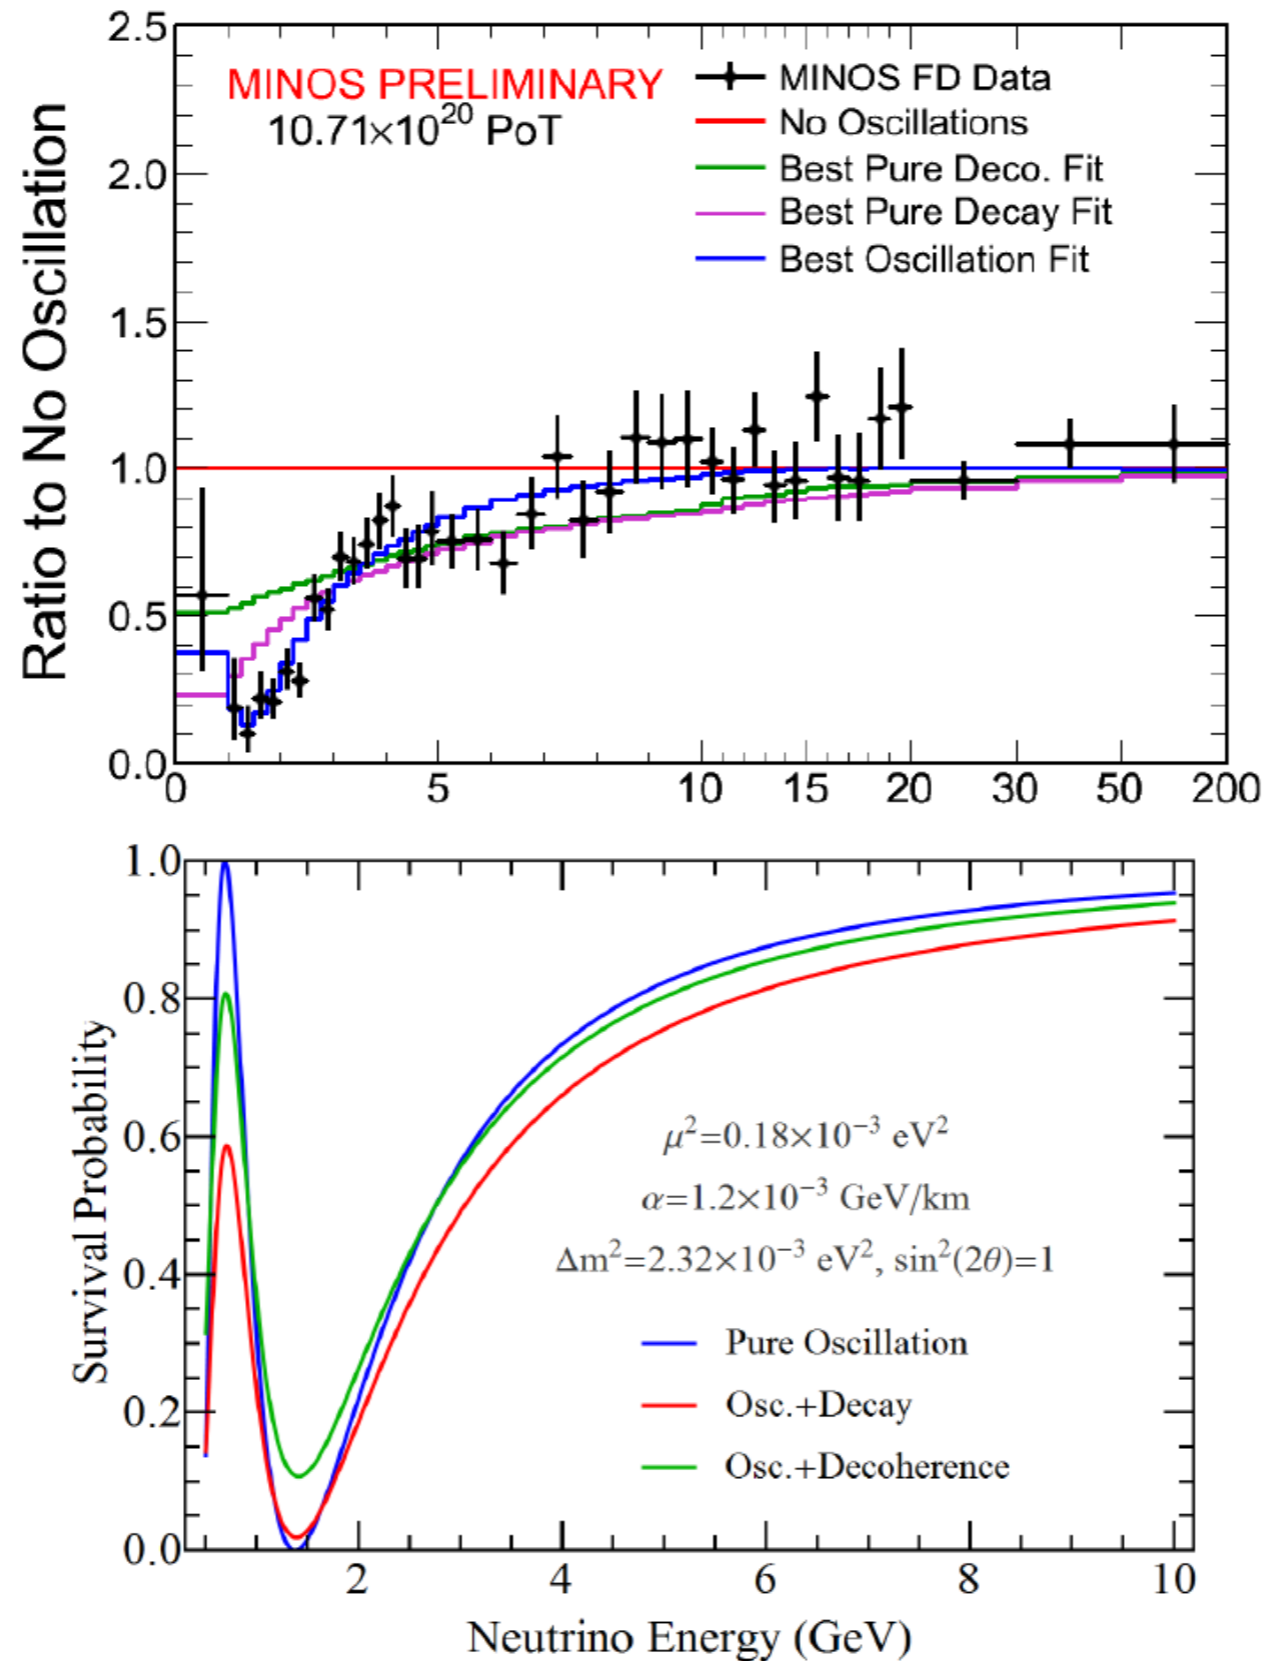 2.5
2.0
1.5
1.0
0.5
0.0
Ratio to No Oscillation
MINOS PRELIMINARY
10.71×10²⁰ PoT
MINOS FD Data
No Oscillations
Best Pure Deco. Fit
Best Pure Decay Fit
Best Oscillation Fit
0 5 10 15 20 30 50 200
1.0
0.8
0.6
0.4
0.2
0.0
Survival Probability
μ²=0.18×10⁻³ eV²
α=1.2×10⁻³ GeV/km
Δm²=2.32×10⁻³ eV², sin²(2θ)=1
Pure Oscillation
Osc.+Decay
Osc.+Decoherence
2 4 6 8 10
Neutrino Energy (GeV)